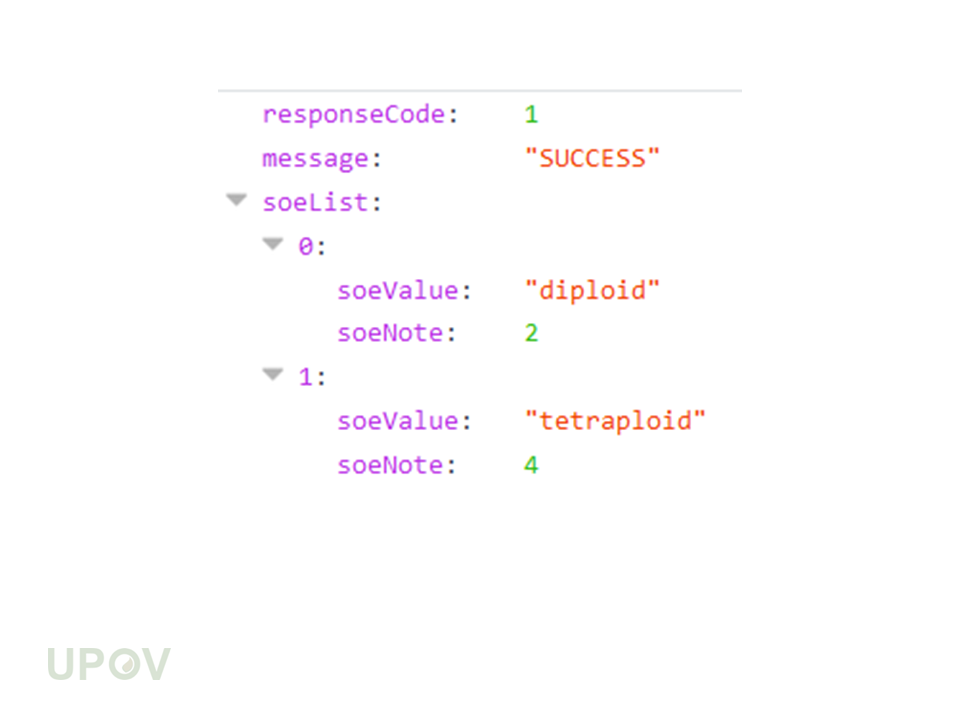 responseCode: 1
message: "SUCCESS"
soeList:
0:
soeValue: "diploid"
soeNote: 2
1:
soeValue: "tetraploid"
soeNote: 4
UPOV